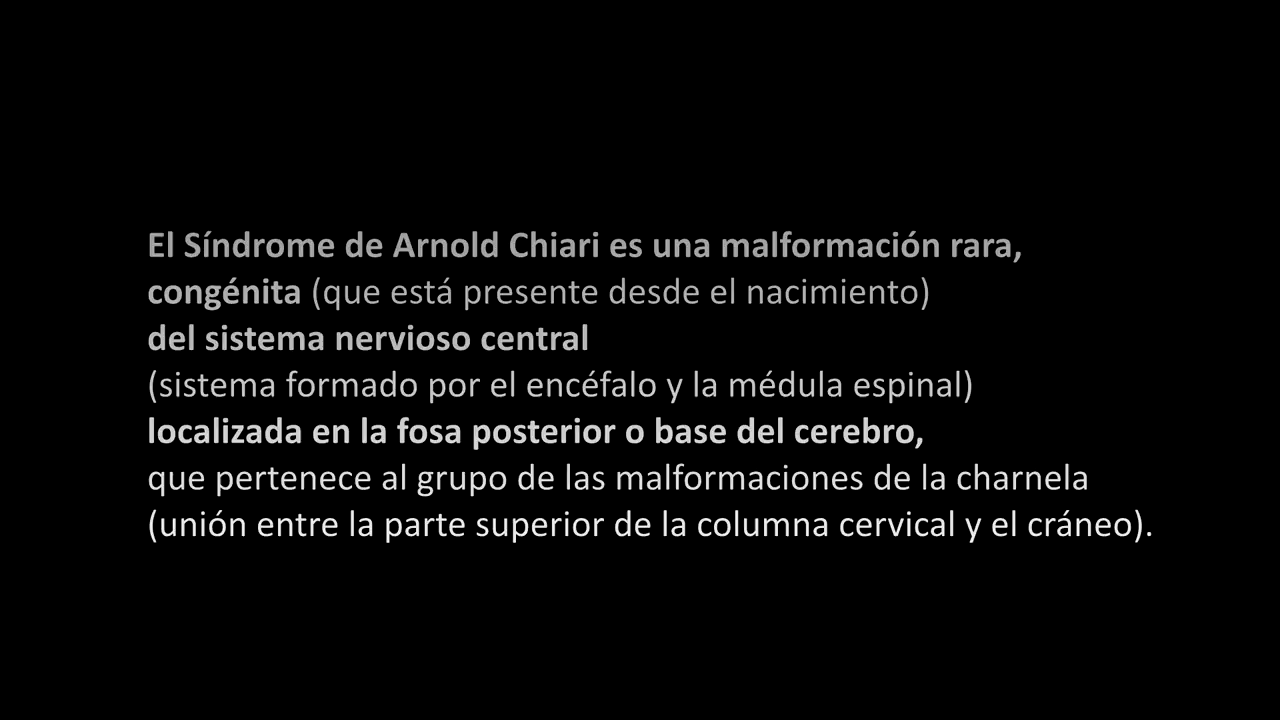 El Síndrome de Arnold Chiari es una malformación rara,
congénita (que está presente desde el nacimiento)
del sistema nervioso central
(sistema formado por el encéfalo y la médula espinal)
localizada en la fosa posterior o base del cerebro,
que pertenece al grupo de las malformaciones de la charnela
(unión entre la parte superior de la columna cervical y el cráneo).